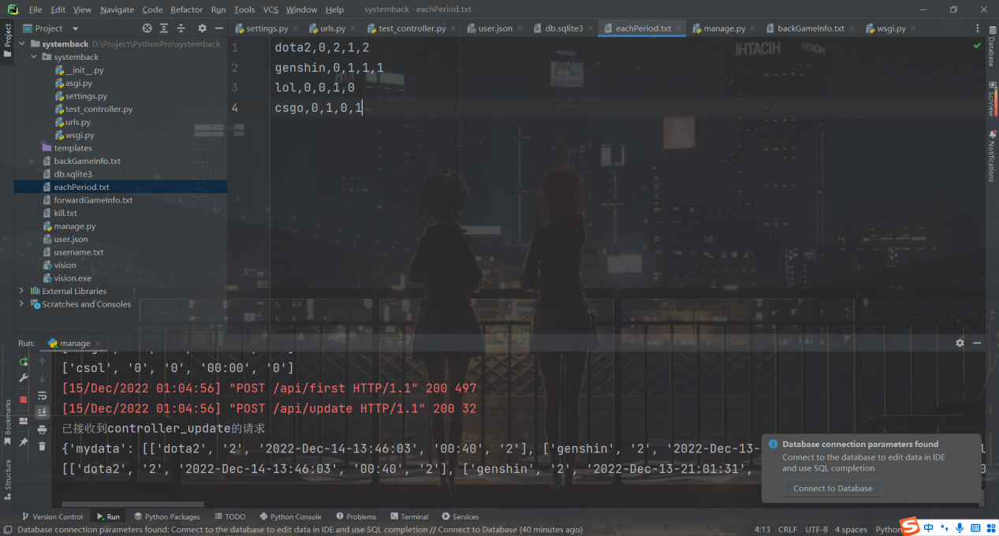 File Edit View Navigate Code Refactor Run Tools VCS Window Help systemback - eachPeriod.txt
Project
settings.py urls.py test_controller.py user.json db.sqlite3 eachPeriod.txt manage.py backGameInfo.txt wsgi.py
Project
systemback D:\Project\PythonPro\systemback
systemback
__init__.py
asgi.py
settings.py
test_controller.py
urls.py
wsgi.py
templates
backGameInfo.txt
db.sqlite3
eachPeriod.txt
forwardGameInfo.txt
kill.txt
manage.py
user.json
username.txt
vision
vision.exe
External Libraries
Scratches and Consoles
1 dota2,0,2,1,2
2 genshin,0,1,1,1
3 lol,0,0,1,0
4 csgo,0,1,0,1
Database
SciView
Notifications
Run: manage
['csol', '0', '0', '00:00', '0']
[15/Dec/2022 01:04:56] "POST /api/first HTTP/1.1" 200 497
[15/Dec/2022 01:04:56] "POST /api/update HTTP/1.1" 200 32
已接收到controller_update的请求
{'mydata': [['dota2', '2', '2022-Dec-14-13:46:03', '00:40', '2'], ['genshin', '2', '2022-Dec-13-
[['dota2', '2', '2022-Dec-14-13:46:03', '00:40', '2'], ['genshin', '2', '2022-Dec-13-21:01:31',
Bookmarks
Structure
Database connection parameters found
Connect to the database to edit data in IDE
and use SQL completion
Connect to Database
Version Control Run Python Packages TODO Python Console Problems Terminal Services
Database connection parameters found: Connect to the database to edit data in IDE and use SQL completion // Connect to Database (40 minutes ago) 4:13 CRLF UTF-8 4 spaces Python
中